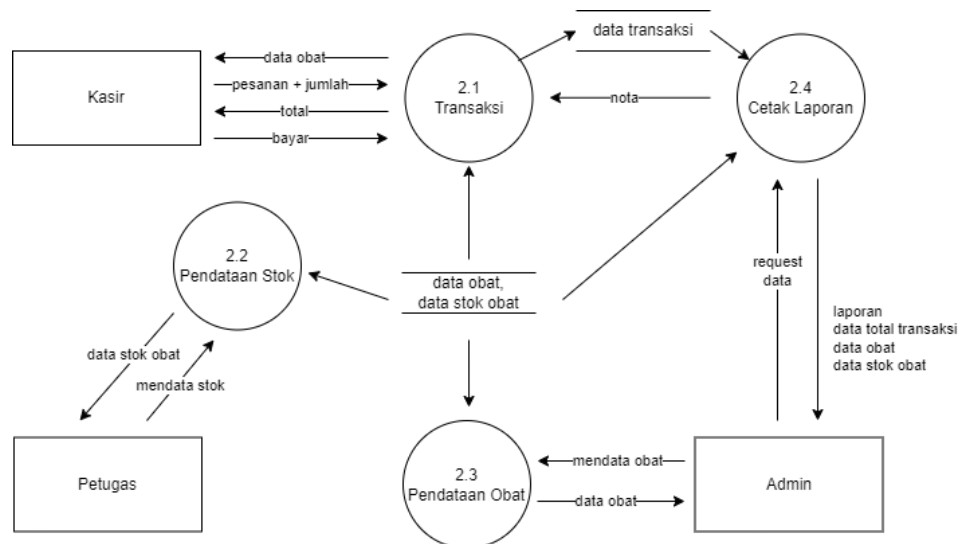 data transaksi
data obat
pesanan + jumlah
total
bayar
Kasir
2.1
Transaksi
nota
2.4
Cetak Laporan
2.2
Pendataan Stok
data obat,
data stok obat
request
data
laporan
data total transaksi
data obat
data stok obat
data stok obat
mendata stok
Petugas
2.3
Pendataan Obat
mendata obat
data obat
Admin